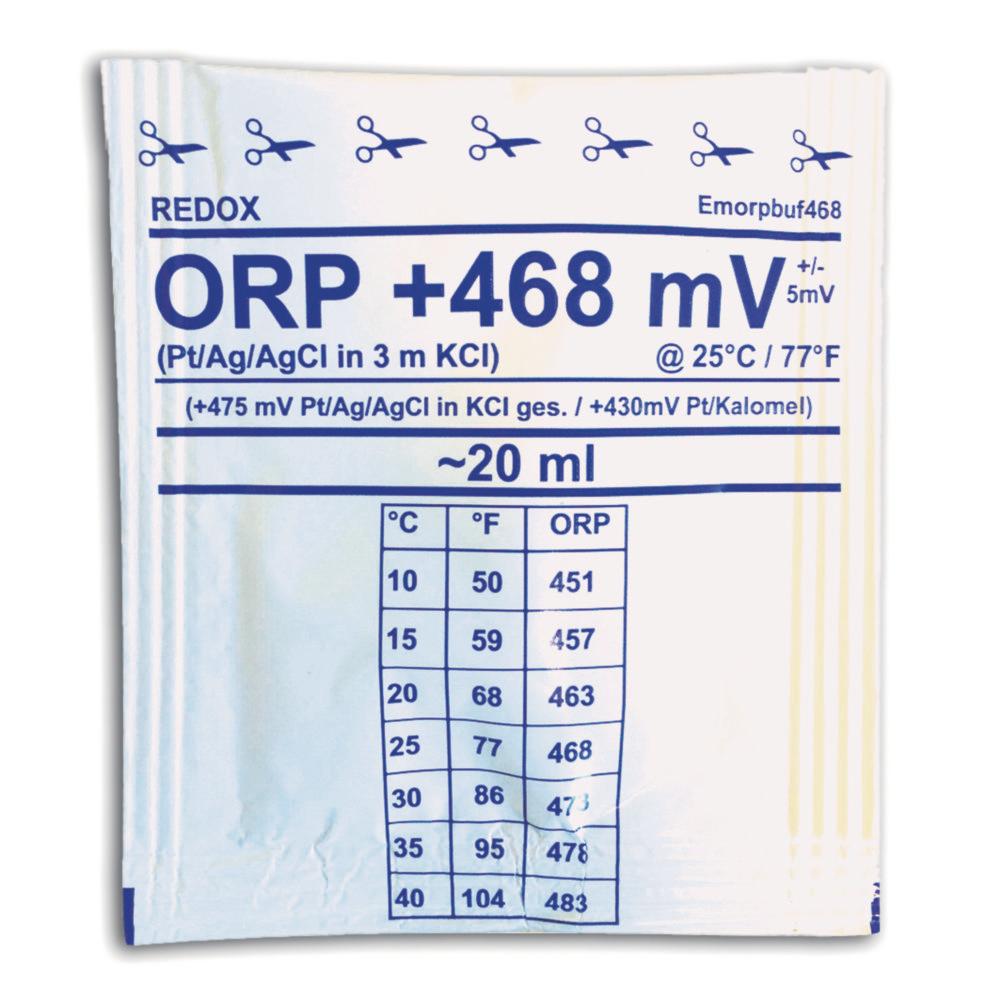 REDOX Emorpbuf468
ORP +468 mV +/- 5mV
(Pt/Ag/AgCl in 3 m KCl) @ 25°C / 77°F
(+475 mV Pt/Ag/AgCl in KCl ges. / +430mV Pt/Kalomel)
~20 ml
°C °F ORP
10 50 451
15 59 457
20 68 463
25 77 468
30 86 473
35 95 478
40 104 483